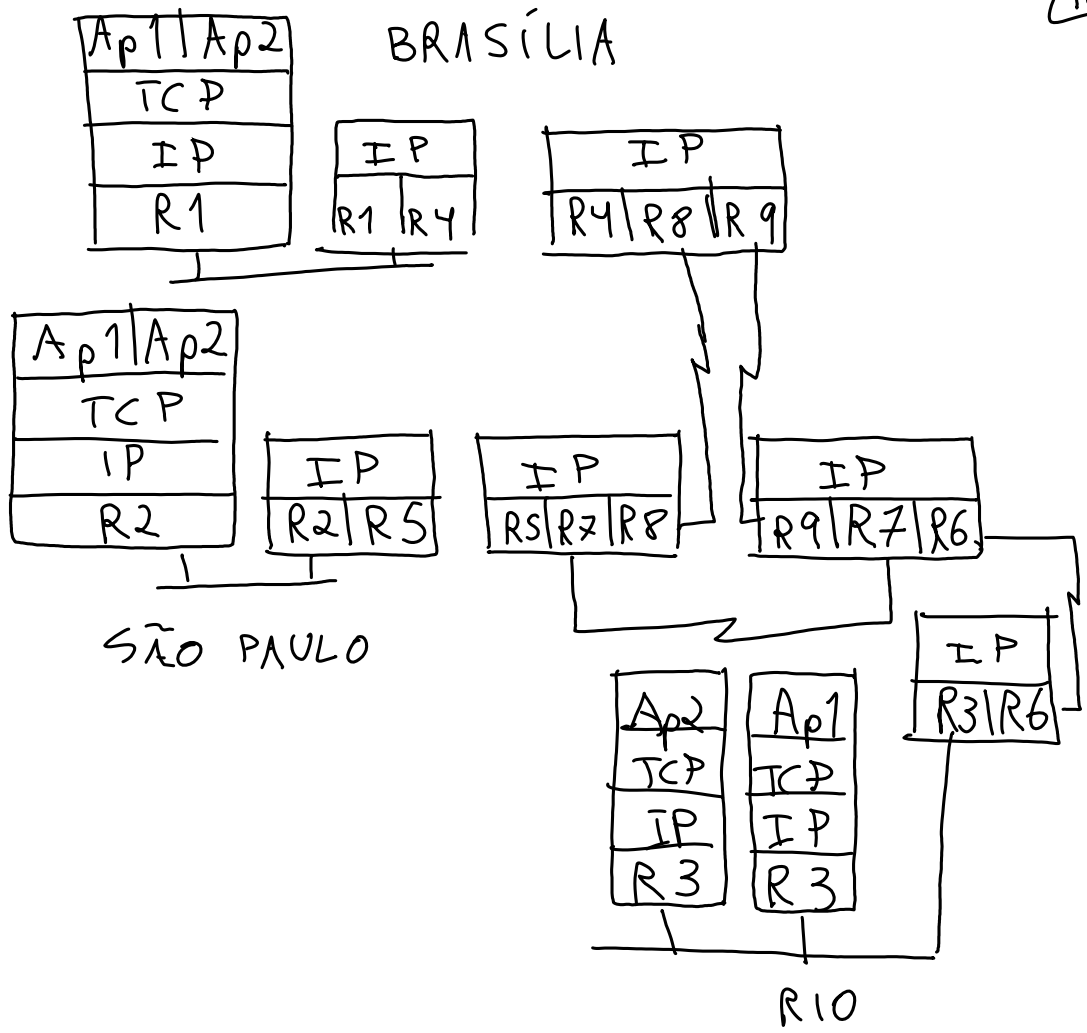 Ap1 | Ap2
TCP
IP
R1
BRASÍLIA
IP
R1 | R4
IP
R4 | R8 | R9
Ap1 | Ap2
TCP
IP
R2
IP
R2 | R5
IP
R5 | R7 | R8
IP
R9 | R7 | R6
SÃO PAULO
IP
R3 | R6
Ap2
TCP
IP
R3
Ap1
TCP
IP
R3
RIO